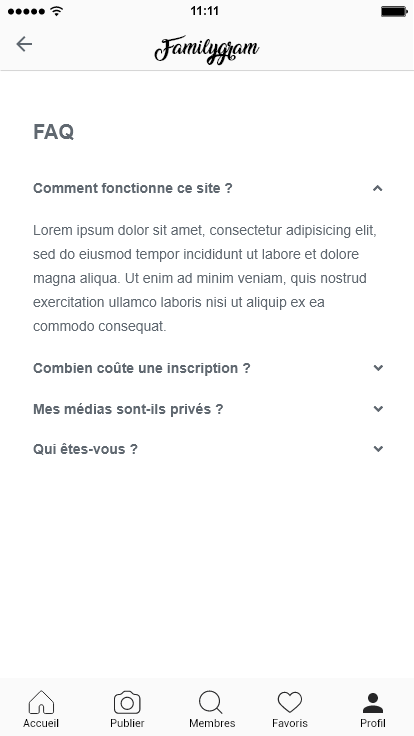 11:11
Familygram
FAQ
Comment fonctionne ce site ?
Lorem ipsum dolor sit amet, consectetur adipisicing elit,
sed do eiusmod tempor incididunt ut labore et dolore
magna aliqua. Ut enim ad minim veniam, quis nostrud
exercitation ullamco laboris nisi ut aliquip ex ea
commodo consequat.
Combien coûte une inscription ?
Mes médias sont-ils privés ?
Qui êtes-vous ?
Accueil Publier Membres Favoris Profil